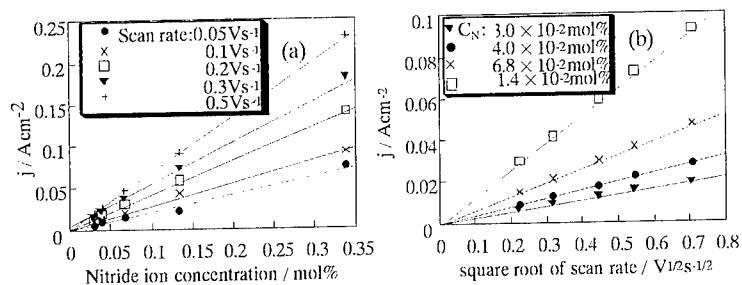 0.25
0.20
0.15
0.10
0.05
0.00
j / Acm-2
Scan rate:0.05Vs-1
0.1Vs-1
0.2Vs-1
0.3Vs-1
0.5Vs-1
(a)
0 0.05 0.1 0.15 0.2 0.25 0.3 0.35
Nitride ion concentration / mol%
0.1
0.08
0.06
0.04
0.02
0
j / Acm-2
CN: 3.0 × 10-2mol%
4.0 × 10-2mol%
6.8 × 10-2mol%
1.4 × 10-2mol%
(b)
0 0.1 0.2 0.3 0.4 0.5 0.6 0.7 0.8
square root of scan rate / V1/2s-1/2